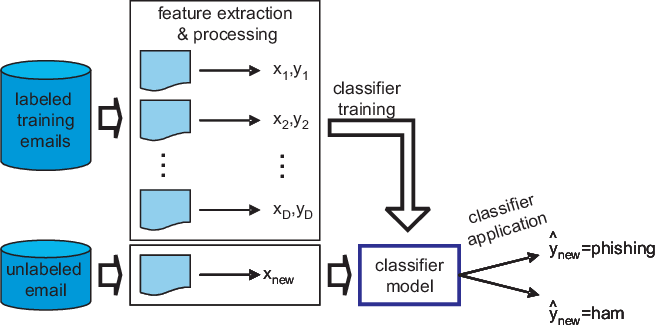 feature extraction
& processing
labeled
training
emails
x1,y1
x2,y2
xD,yD
classifier
training
unlabeled
email
xnew
classifier
model
classifier
application
ŷnew=phishing
ŷnew=ham